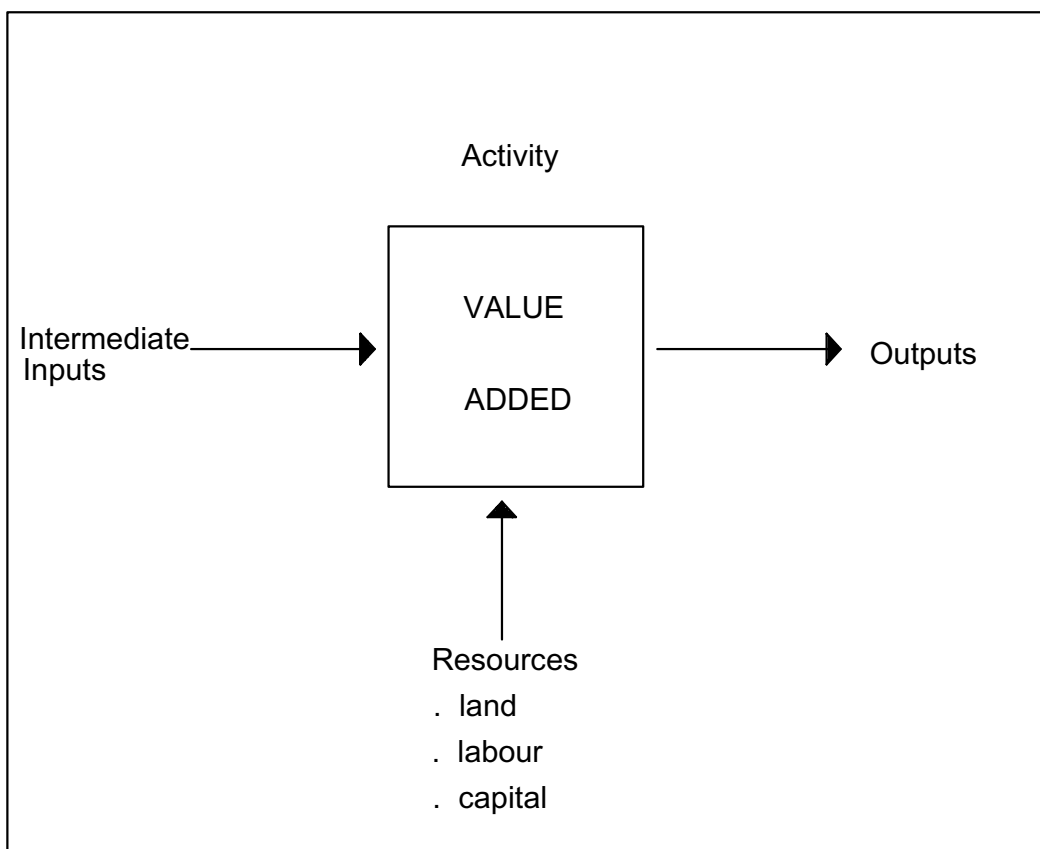 Activity
VALUE
ADDED
Intermediate
Inputs
Outputs
Resources
. land
. labour
. capital